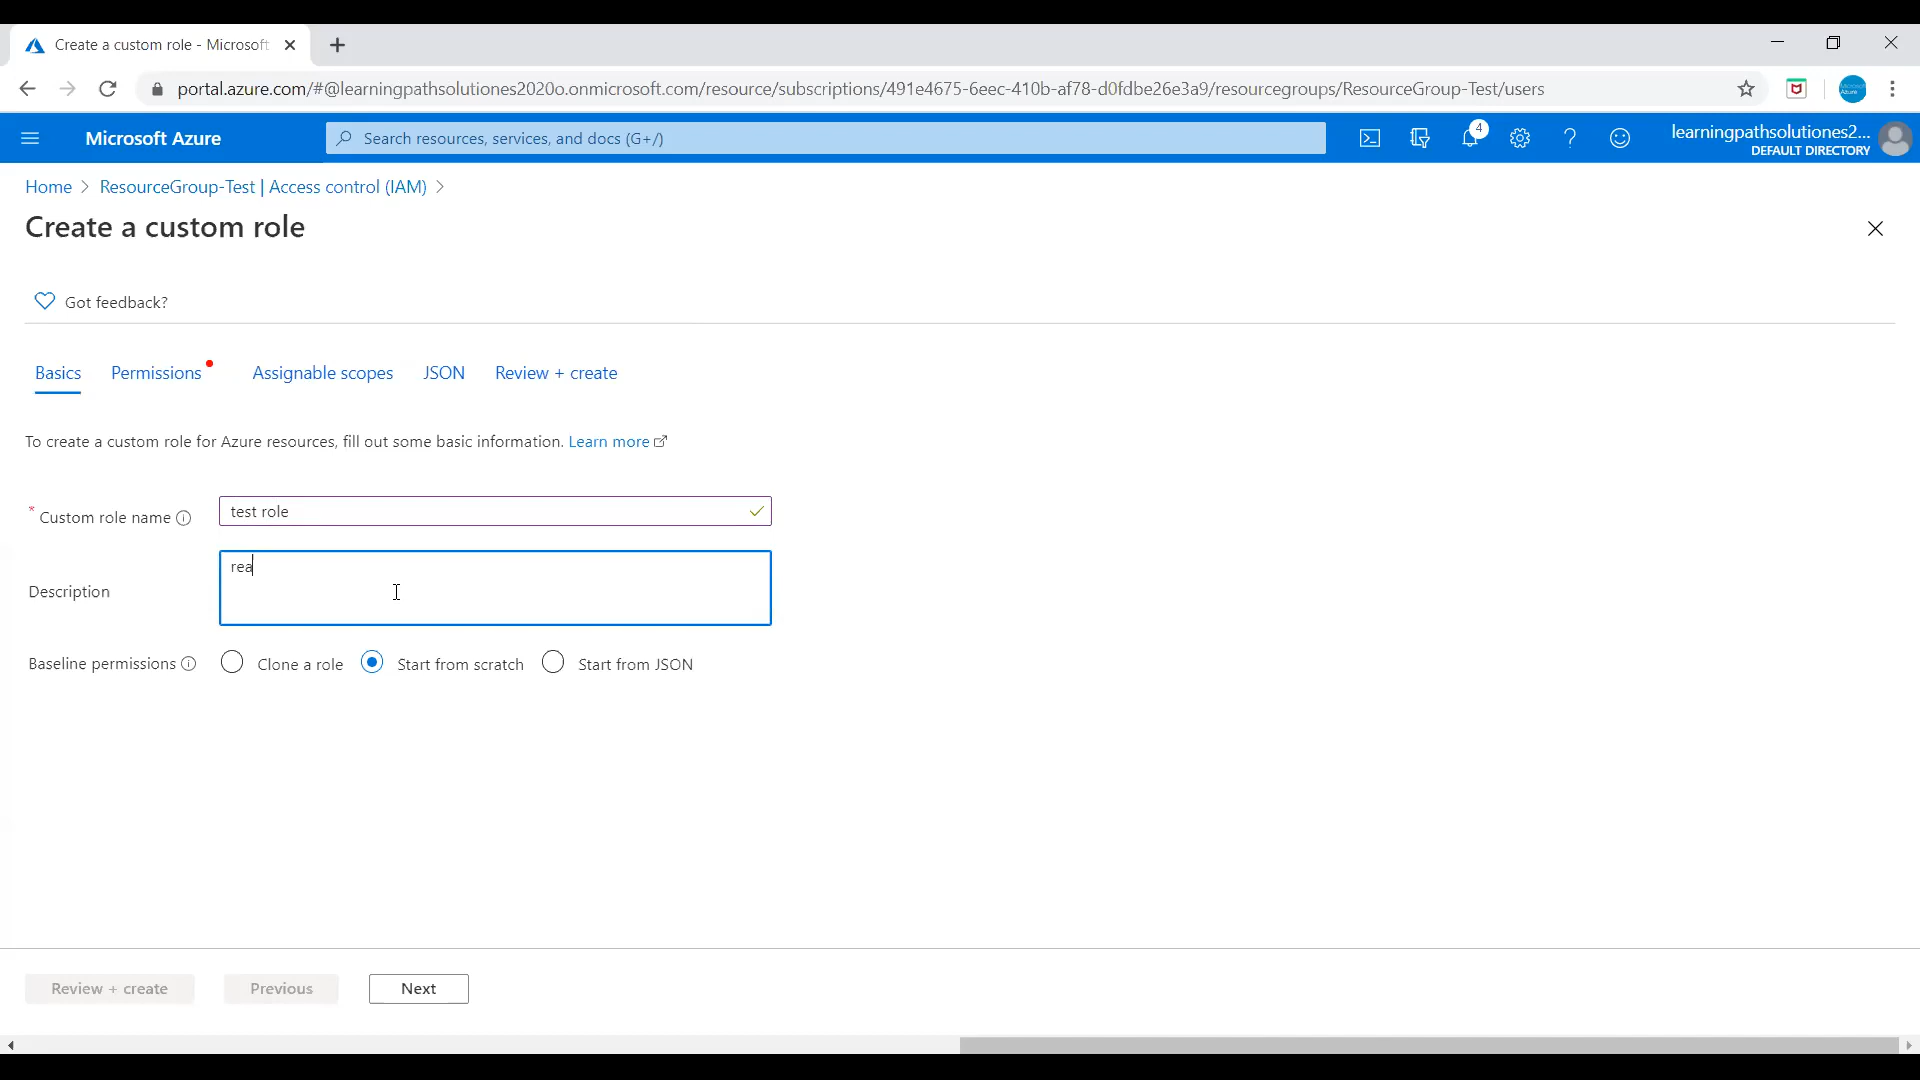 Create a custom role - Microsoft
portal.azure.com/#@learningpathsolutiones2020o.onmicrosoft.com/resource/subscriptions/491e4675-6eec-410b-af78-d0fdbe26e3a9/resourcegroups/ResourceGroup-Test/users
Microsoft Azure
Search resources, services, and docs (G+/)
4
learningpathsolutiones2...
DEFAULT DIRECTORY
Home > ResourceGroup-Test | Access control (IAM) >
Create a custom role
Got feedback?
Basics Permissions Assignable scopes JSON Review + create
To create a custom role for Azure resources, fill out some basic information. Learn more
* Custom role name test role
Description rea
Baseline permissions Clone a role Start from scratch Start from JSON
Review + create Previous Next